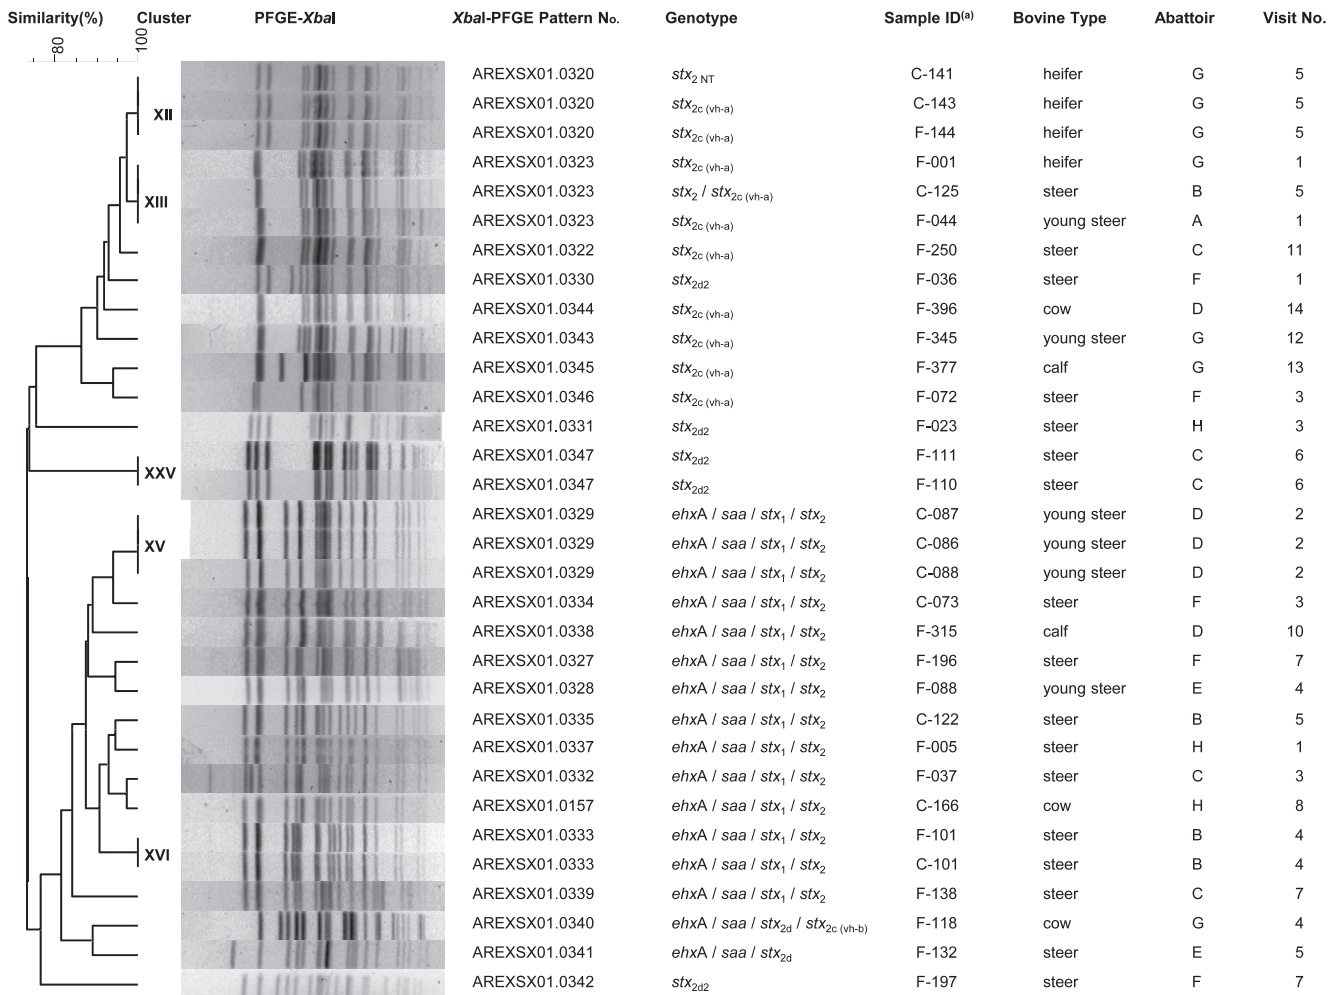 Similarity(%) Cluster PFGE-XbaI XbaI-PFGE Pattern No. Genotype Sample ID(a) Bovine Type Abattoir Visit No.
80 100
AREXSX01.0320 stx2 NT C-141 heifer G 5
XII AREXSX01.0320 stx2c (vh-a) C-143 heifer G 5
AREXSX01.0320 stx2c (vh-a) F-144 heifer G 5
AREXSX01.0323 stx2c (vh-a) F-001 heifer G 1
XIII AREXSX01.0323 stx2 / stx2c (vh-a) C-125 steer B 5
AREXSX01.0323 stx2c (vh-a) F-044 young steer A 1
AREXSX01.0322 stx2c (vh-a) F-250 steer C 11
AREXSX01.0330 stx2d2 F-036 steer F 1
AREXSX01.0344 stx2c (vh-a) F-396 cow D 14
AREXSX01.0343 stx2c (vh-a) F-345 young steer G 12
AREXSX01.0345 stx2c (vh-a) F-377 calf G 13
AREXSX01.0346 stx2c (vh-a) F-072 steer F 3
AREXSX01.0331 stx2d2 F-023 steer H 3
XXV AREXSX01.0347 stx2d2 F-111 steer C 6
AREXSX01.0347 stx2d2 F-110 steer C 6
AREXSX01.0329 ehxA / saa / stx1 / stx2 C-087 young steer D 2
XV AREXSX01.0329 ehxA / saa / stx1 / stx2 C-086 young steer D 2
AREXSX01.0329 ehxA / saa / stx1 / stx2 C-088 young steer D 2
AREXSX01.0334 ehxA / saa / stx1 / stx2 C-073 steer F 3
AREXSX01.0338 ehxA / saa / stx1 / stx2 F-315 calf D 10
AREXSX01.0327 ehxA / saa / stx1 / stx2 F-196 steer F 7
AREXSX01.0328 ehxA / saa / stx1 / stx2 F-088 young steer E 4
AREXSX01.0335 ehxA / saa / stx1 / stx2 C-122 steer B 5
AREXSX01.0337 ehxA / saa / stx1 / stx2 F-005 steer H 1
AREXSX01.0332 ehxA / saa / stx1 / stx2 F-037 steer C 3
AREXSX01.0157 ehxA / saa / stx1 / stx2 C-166 cow H 8
AREXSX01.0333 ehxA / saa / stx1 / stx2 F-101 steer B 4
XVI AREXSX01.0333 ehxA / saa / stx1 / stx2 C-101 steer B 4
AREXSX01.0339 ehxA / saa / stx1 / stx2 F-138 steer C 7
AREXSX01.0340 ehxA / saa / stx2d / stx2c (vh-b) F-118 cow G 4
AREXSX01.0341 ehxA / saa / stx2d F-132 steer E 5
AREXSX01.0342 stx2d2 F-197 steer F 7